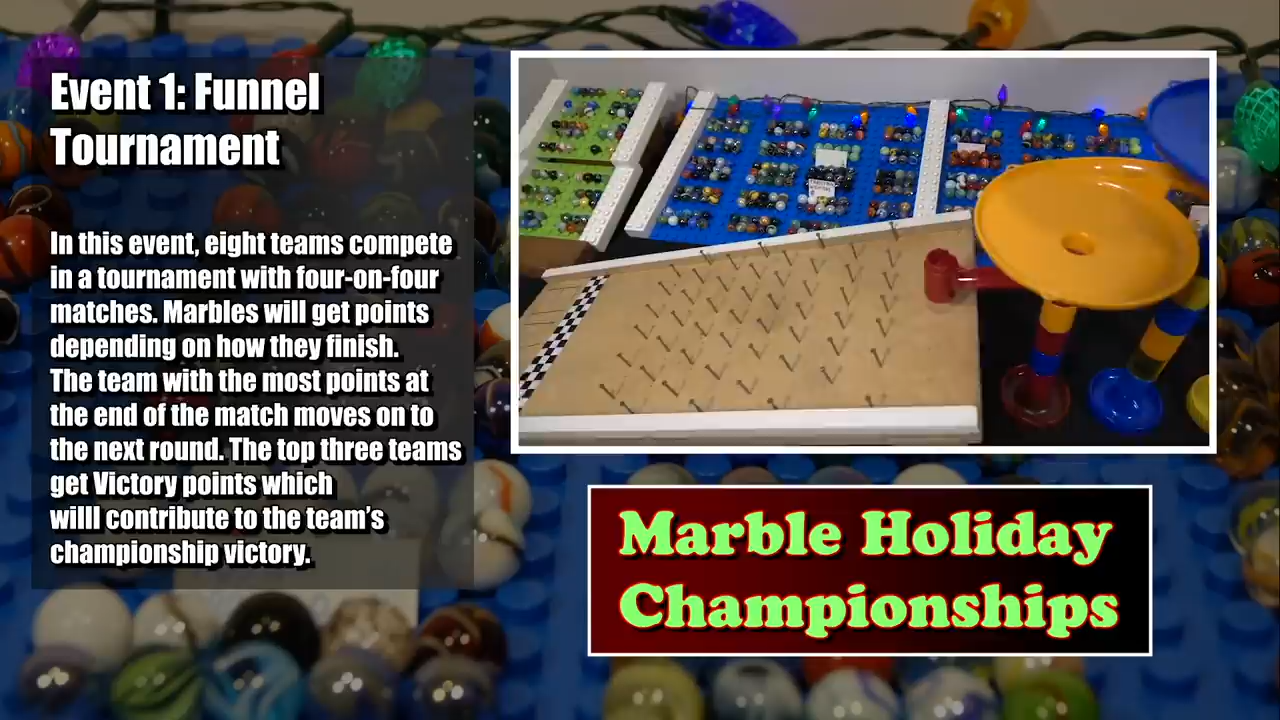 Event 1: Funnel
Tournament
In this event, eight teams compete
in a tournament with four-on-four
matches. Marbles will get points
depending on how they finish.
The team with the most points at
the end of the match moves on to
the next round. The top three teams
get Victory points which
willl contribute to the team's
championship victory.
Marble Holiday
Championships